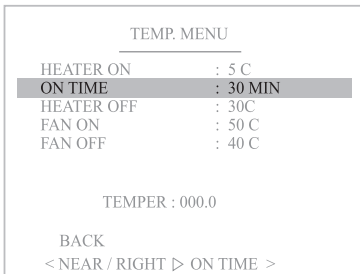 TEMP. MENU
HEATER ON : 5 C
ON TIME : 30 MIN
HEATER OFF : 30C
FAN ON : 50 C
FAN OFF : 40 C
TEMPER : 000.0
BACK
< NEAR / RIGHT ▷ ON TIME >